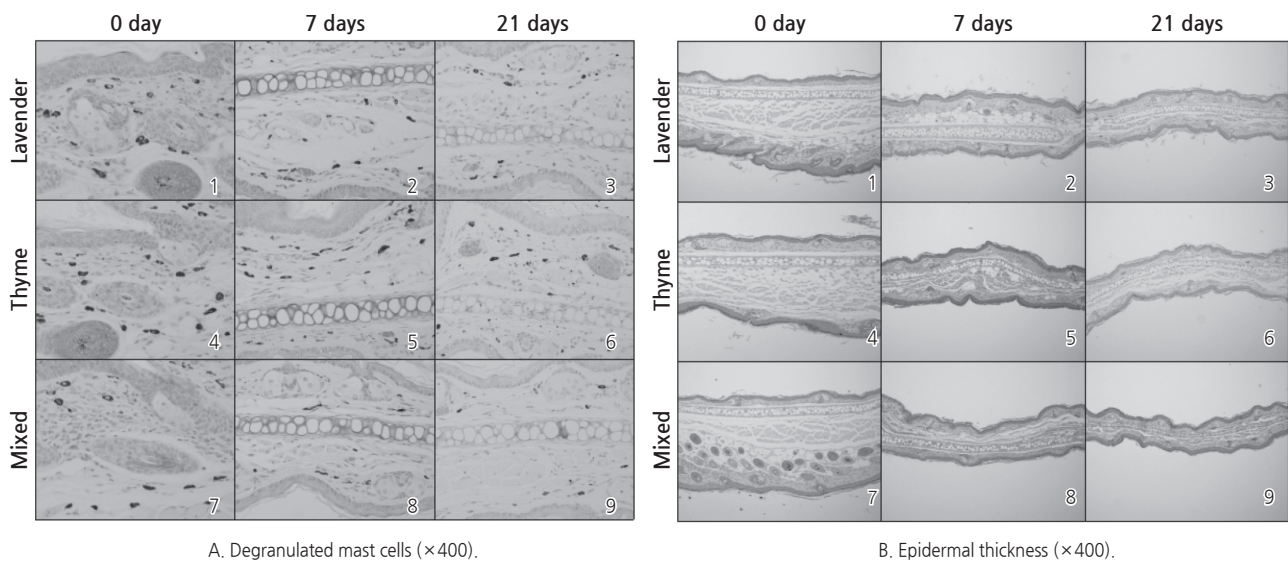 0 day 7 days 21 days
Lavender
1 2 3
Thyme
4 5 6
Mixed
7 8 9
A. Degranulated mast cells (×400).
0 day 7 days 21 days
Lavender
1 2 3
Thyme
4 5 6
Mixed
7 8 9
B. Epidermal thickness (×400).